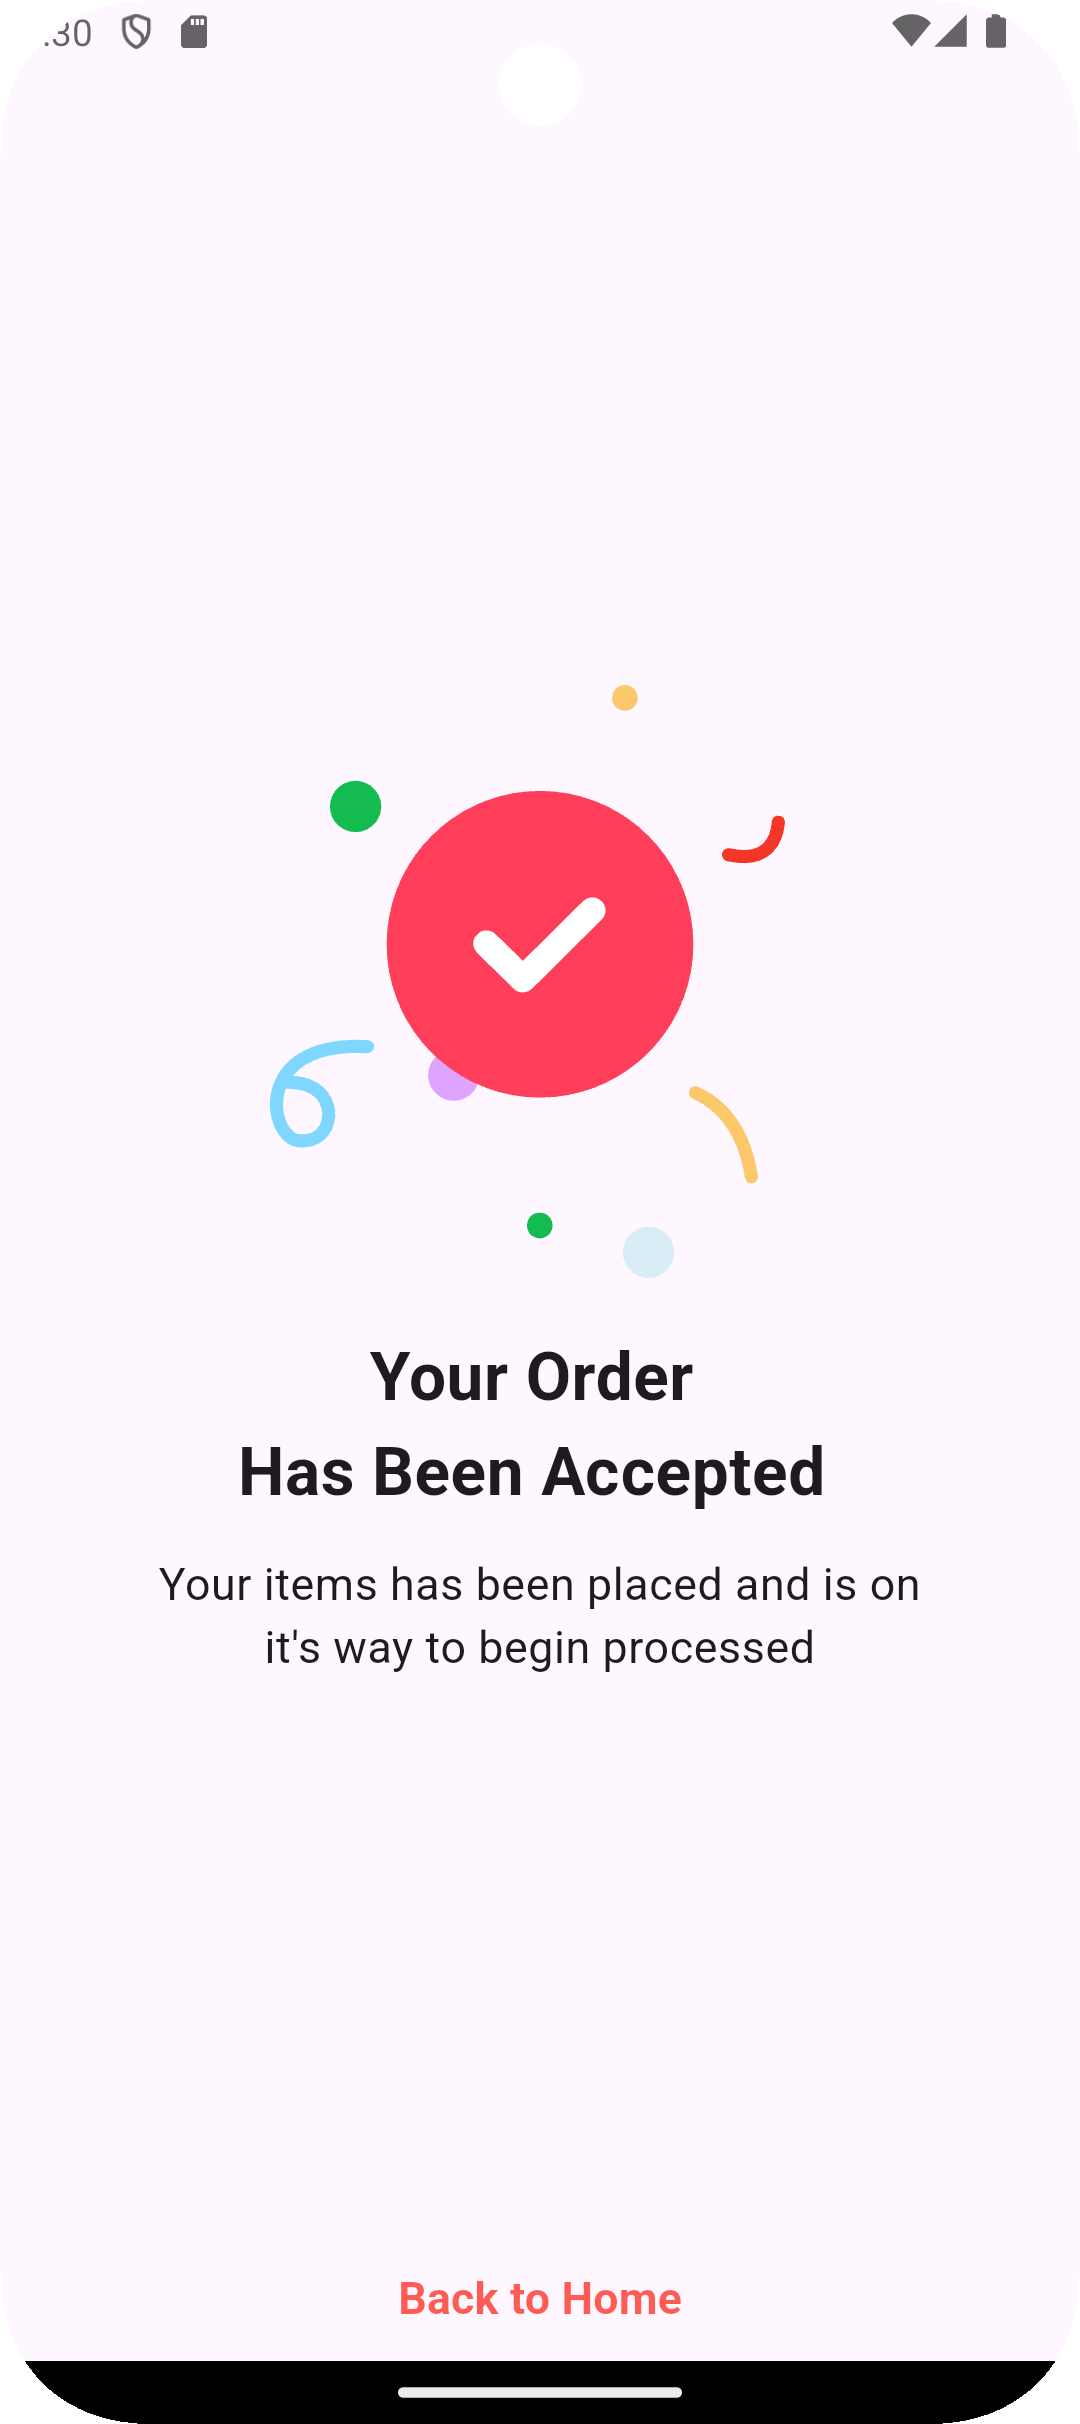 :30
Your Order
Has Been Accepted
Your items has been placed and is on
it's way to begin processed
Back to Home